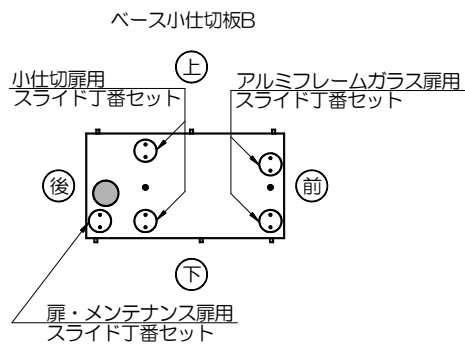 ベース小仕切板B
上
小仕切扉用
スライド丁番セット
アルミフレームガラス扉用
スライド丁番セット
後
前
下
扉・メンテナンス扉用
スライド丁番セット